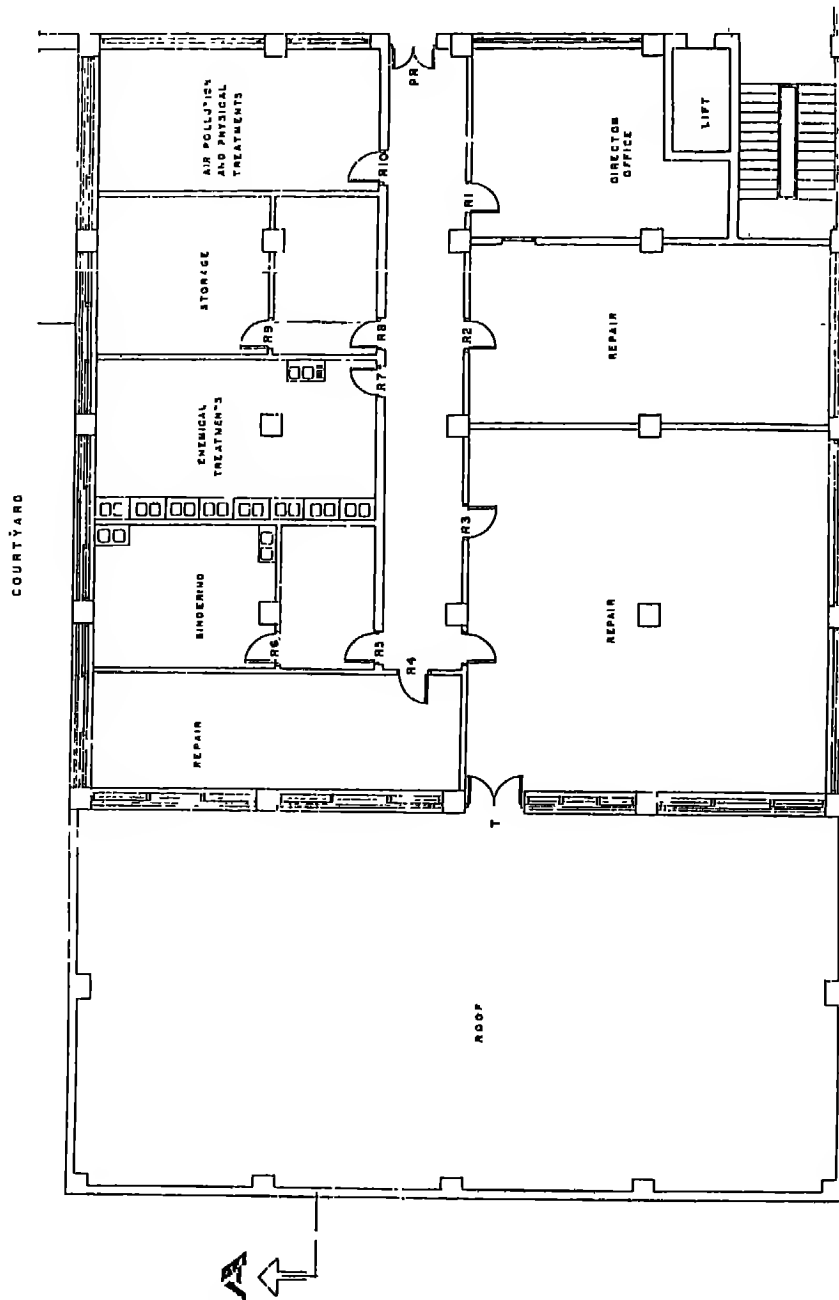 COURTYARD
AIR POLLUTION
AND PHYSICAL
TREATMENTS
STORAGE
CHEMICAL
TREATMENTS
BINDERING
REPAIR
R10
R9
R8
R7
R6
R5
R4
PR
R1
R2
R3
T
DIRECTOR
OFFICE
LIFT
REPAIR
REPAIR
ROOF
A